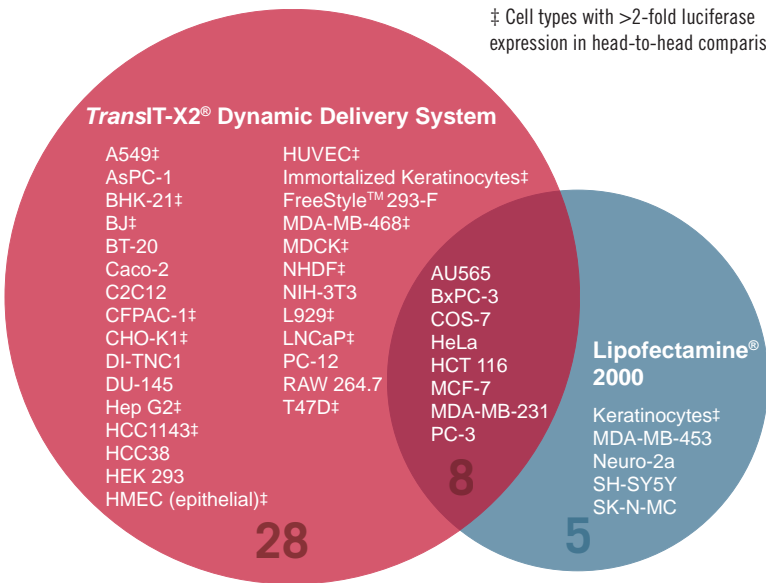 ‡ Cell types with >2-fold luciferase
expression in head-to-head comparis
TransIT-X2® Dynamic Delivery System
A549‡
AsPC-1
BHK-21‡
BJ‡
BT-20
Caco-2
C2C12
CFPAC-1‡
CHO-K1‡
DI-TNC1
DU-145
Hep G2‡
HCC1143‡
HCC38
HEK 293
HMEC (epithelial)‡
HUVEC‡
Immortalized Keratinocytes‡
FreeStyle™ 293-F
MDA-MB-468‡
MDCK‡
NHDF‡
NIH-3T3
L929‡
LNCaP‡
PC-12
RAW 264.7
T47D‡
28
AU565
BxPC-3
COS-7
HeLa
HCT 116
MCF-7
MDA-MB-231
PC-3
8
Lipofectamine®
2000
Keratinocytes‡
MDA-MB-453
Neuro-2a
SH-SY5Y
SK-N-MC
5